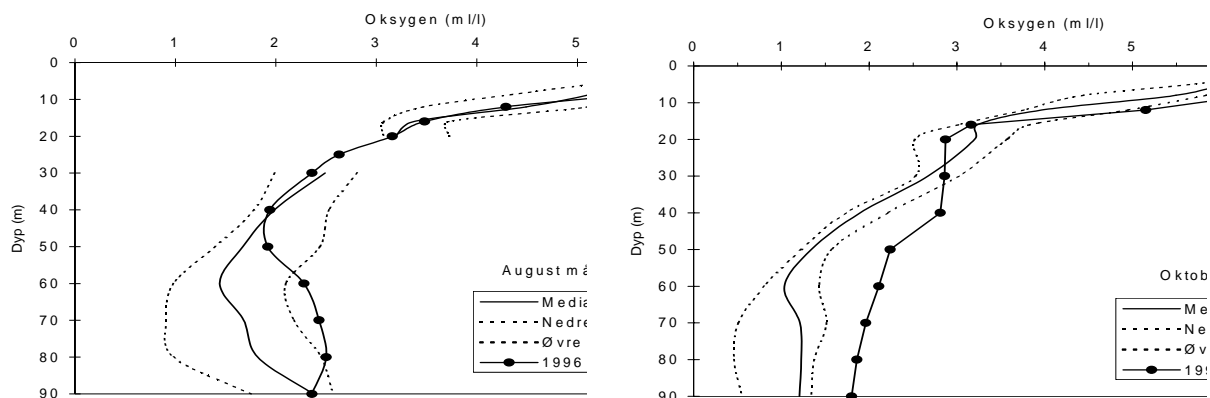 Oksygen (ml/l)
0 1 2 3 4 5
Dyp (m)
0
10
20
30
40
50
60
70
80
90
August må
Media
Nedre
Øvre
1996
Oksygen (ml/l)
0 1 2 3 4 5
Dyp (m)
0
10
20
30
40
50
60
70
80
90
Oktob
Me
Ne
Øv
199